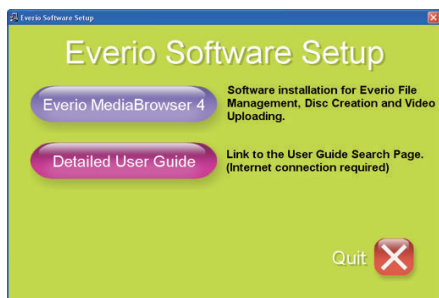 Everio Software Setup
Everio Software Setup
Everio MediaBrowser 4
Software installation for Everio File
Management, Disc Creation and Video
Uploading.
Detailed User Guide
Link to the User Guide Search Page.
(Internet connection required)
Quit